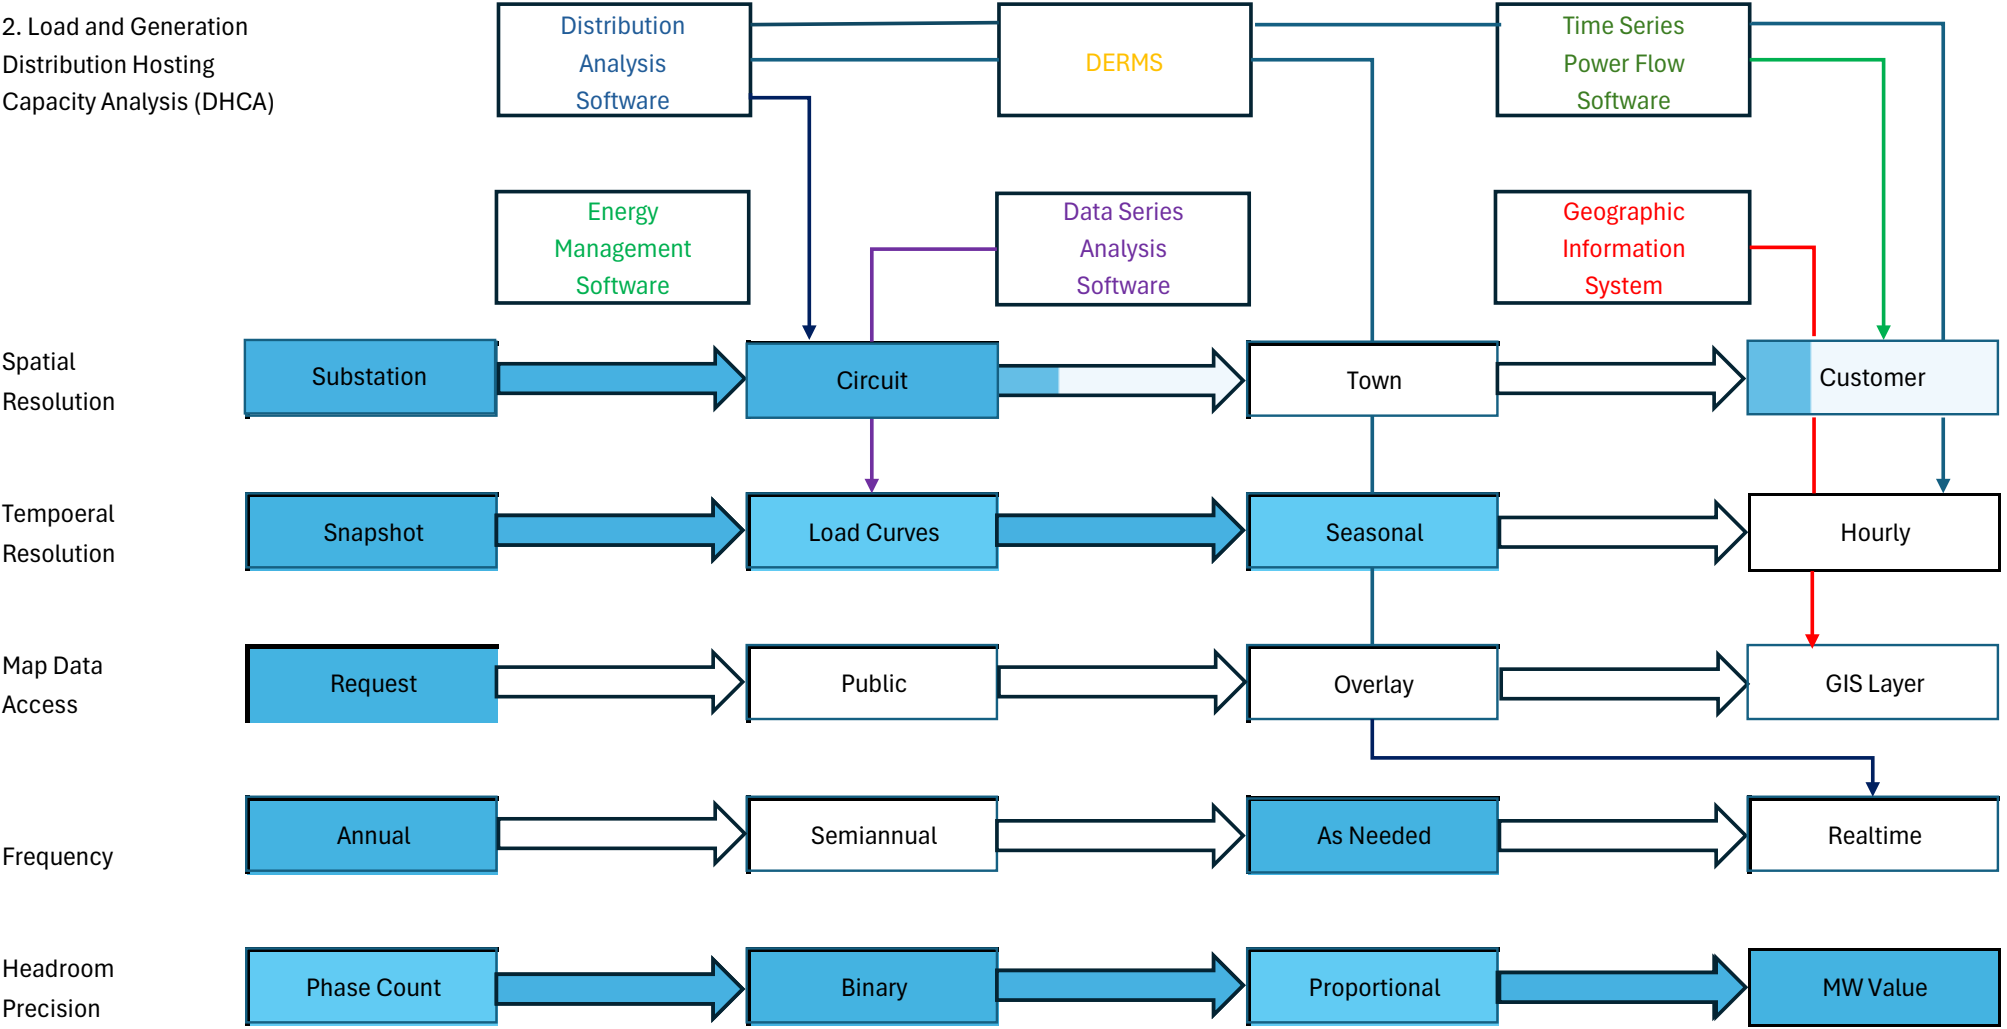 2. Load and Generation
Distribution Hosting
Capacity Analysis (DHCA)
Distribution
Analysis
Software
DERMS
Time Series
Power Flow
Software
Energy
Management
Software
Data Series
Analysis
Software
Geographic
Information
System
Spatial
Resolution
Substation
Circuit
Town
Customer
Tempoeral
Resolution
Snapshot
Load Curves
Seasonal
Hourly
Map Data
Access
Request
Public
Overlay
GIS Layer
Frequency
Annual
Semiannual
As Needed
Realtime
Headroom
Precision
Phase Count
Binary
Proportional
MW Value